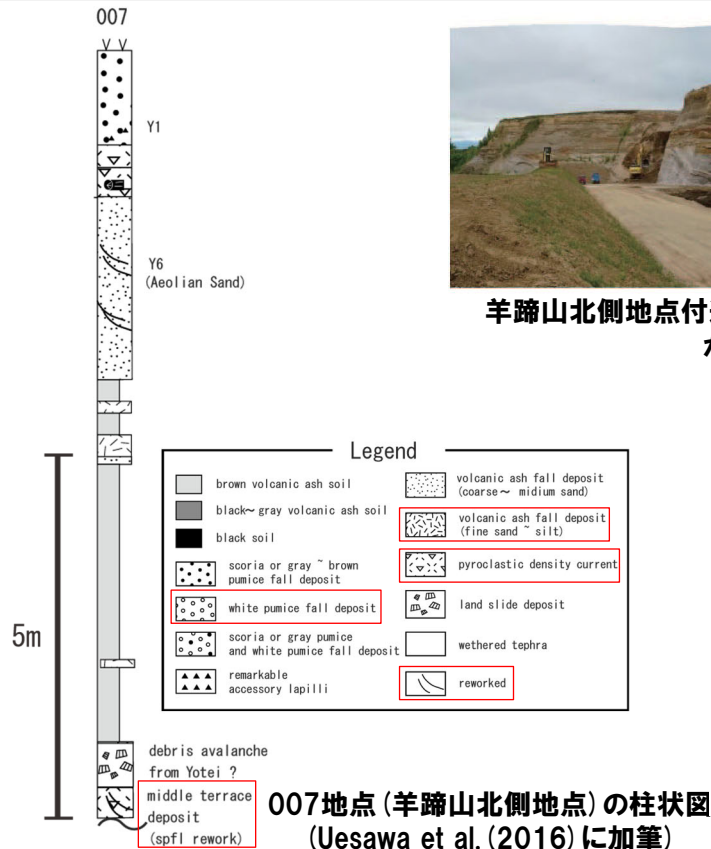 007
Y1
Y6
(Aeolian Sand)
羊蹄山北側地点付
Legend
brown volcanic ash soil
black~ gray volcanic ash soil
black soil
scoria or gray ~ brown
pumice fall deposit
white pumice fall deposit
scoria or gray pumice
and white pumice fall deposit
remarkable
accessory lapilli
volcanic ash fall deposit
(coarse~ midium sand)
volcanic ash fall deposit
(fine sand ~ silt)
pyroclastic density current
land slide deposit
wethered tephra
reworked
5m
debris avalanche
from Yotei ?
middle terrace
deposit
(spfl rework)
007地点(羊蹄山北側地点)の柱状図
(Uesawa et al.(2016)に加筆)